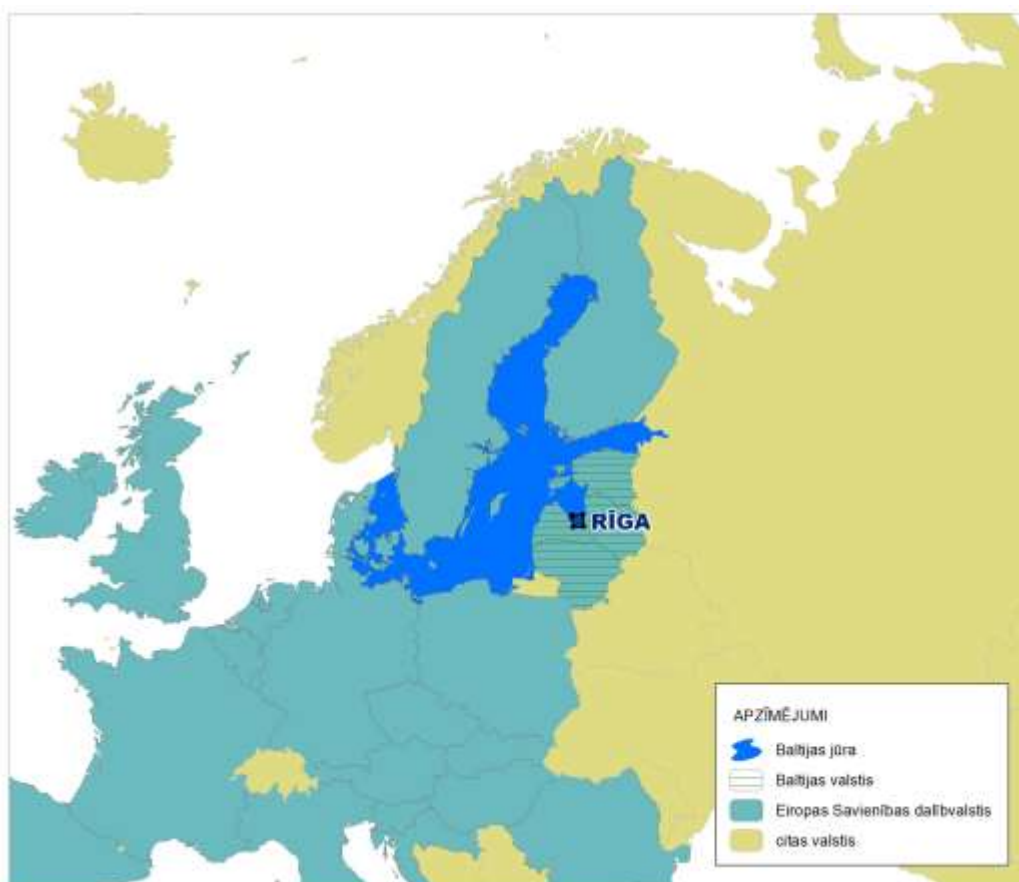 RĪGA
APZĪMĒJUMI
Baltijas jūra
Baltijas valstis
Eiropas Savienības dalībvalstis
citas valstis